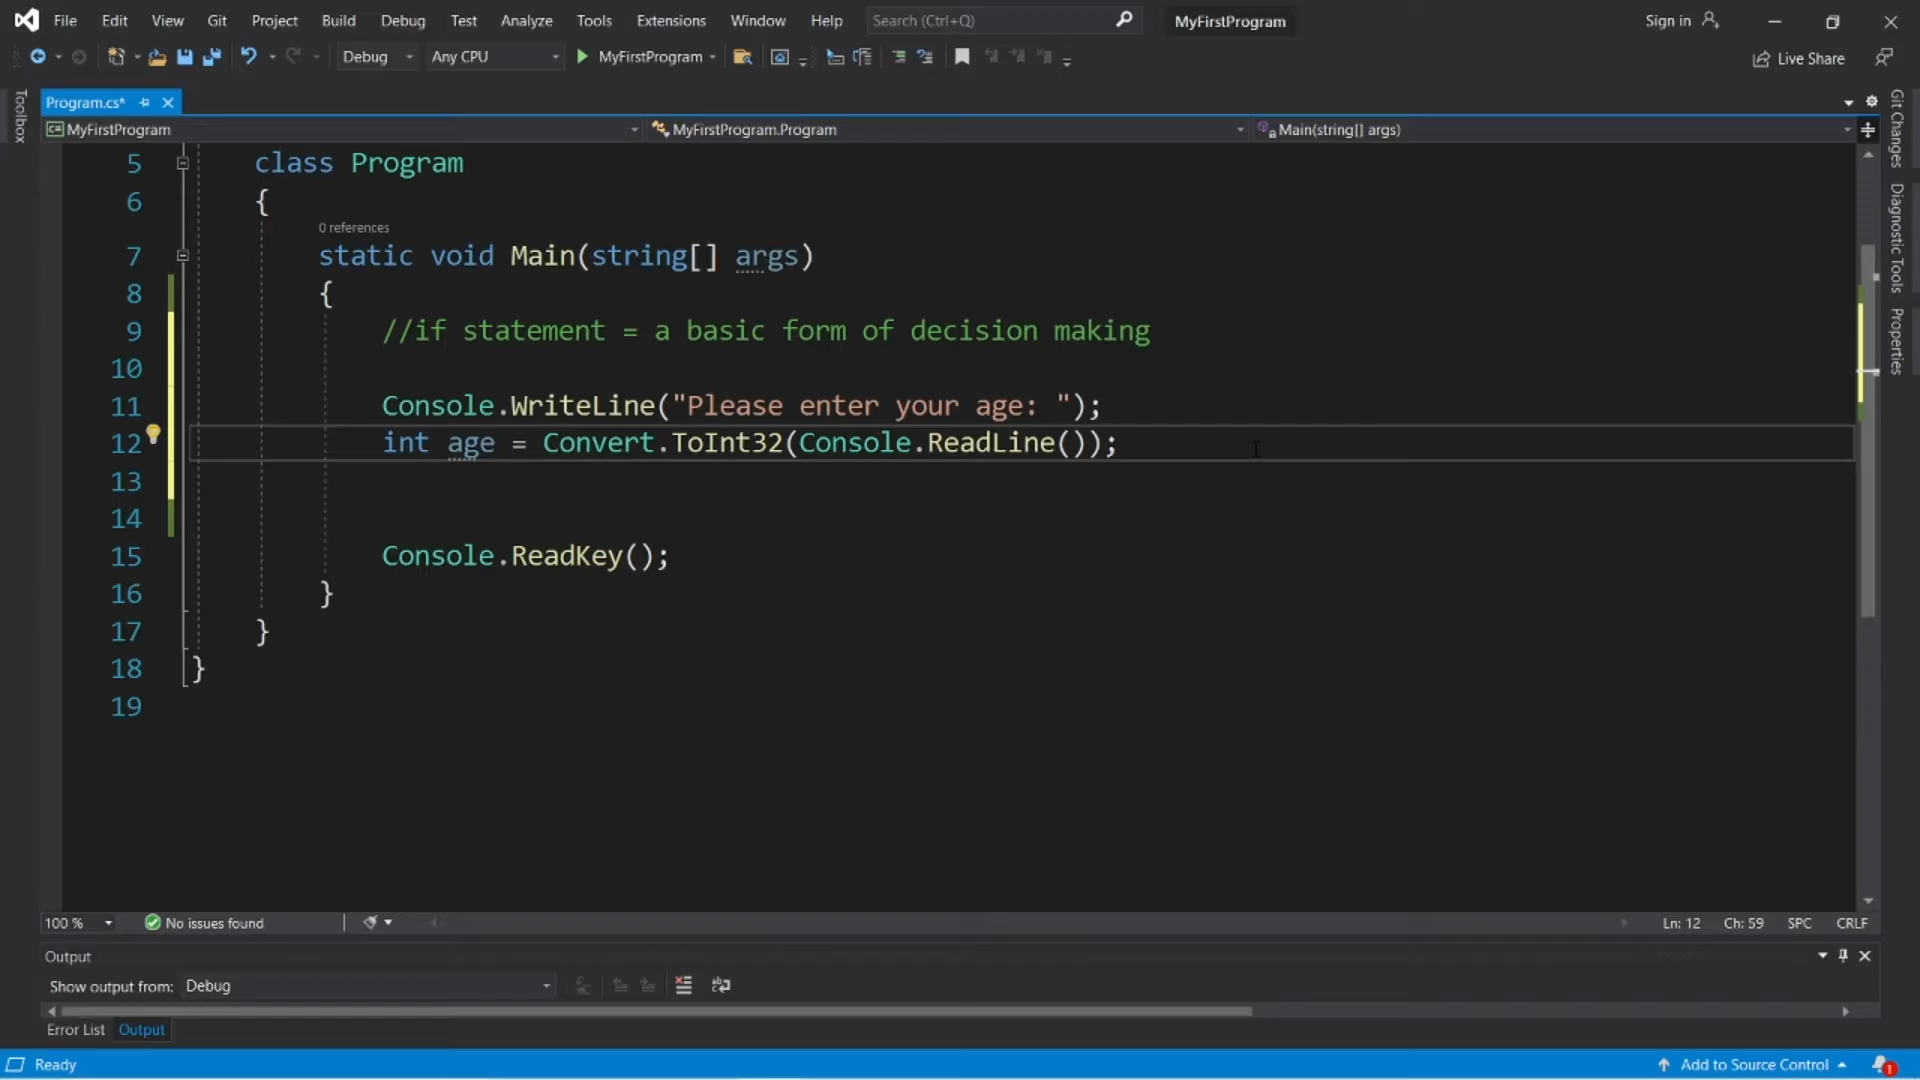 File Edit View Git Project Build Debug Test Analyze Tools Extensions Window Help Search (Ctrl+Q) MyFirstProgram Sign in
Debug Any CPU MyFirstProgram Live Share
Program.cs*
MyFirstProgram MyFirstProgram.Program Main(string[] args)
Toolbox
Git Changes
Diagnostic Tools
Properties
5 class Program
6 {
0 references
7 static void Main(string[] args)
8 {
9 //if statement = a basic form of decision making
10
11 Console.WriteLine("Please enter your age: ");
12 int age = Convert.ToInt32(Console.ReadLine());
13
14
15 Console.ReadKey();
16 }
17 }
18 }
19
100 % No issues found Ln: 12 Ch: 59 SPC CRLF
Output
Show output from: Debug
Error List Output
Ready Add to Source Control 1